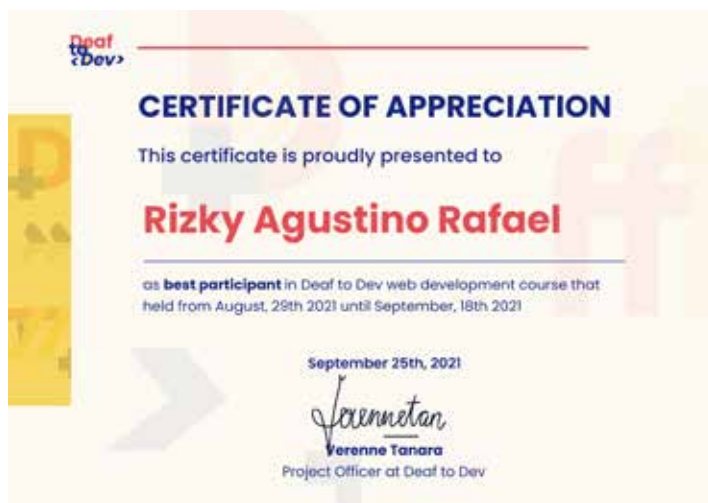 Deaf
to
<Dev>
CERTIFICATE OF APPRECIATION
This certificate is proudly presented to
Rizky Agustino Rafael
as best participant in Deaf to Dev web development course that
held from August, 29th 2021 until September, 18th 2021
September 25th, 2021
Verennetan
Verenne Tanara
Project Officer at Deaf to Dev